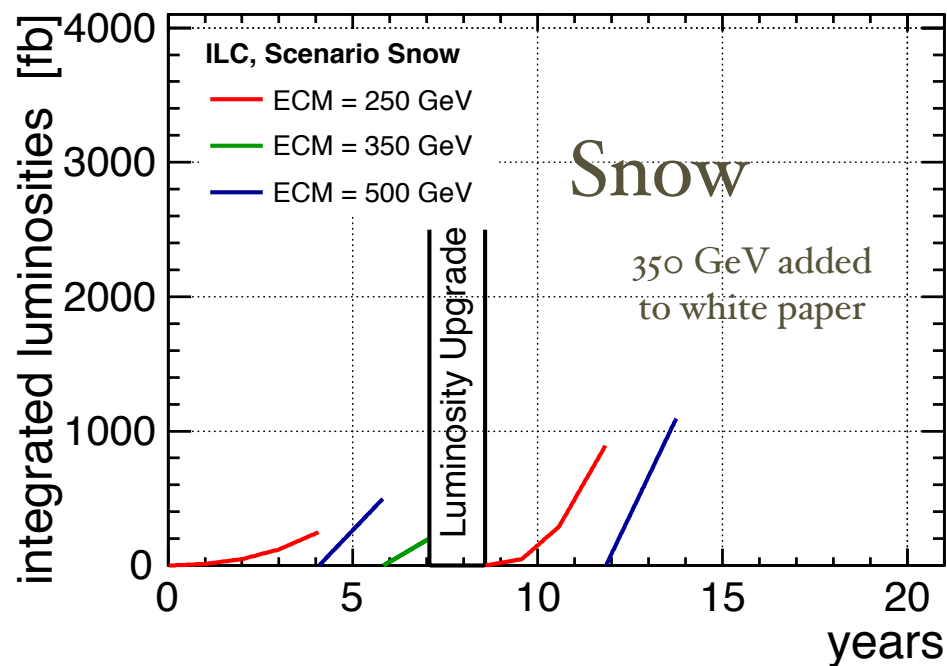 integrated luminosities [fb]
4000
3000
2000
1000
0
ILC, Scenario Snow
ECM = 250 GeV
ECM = 350 GeV
ECM = 500 GeV
Snow
350 GeV added
to white paper
Luminosity Upgrade
0 5 10 15 20
years